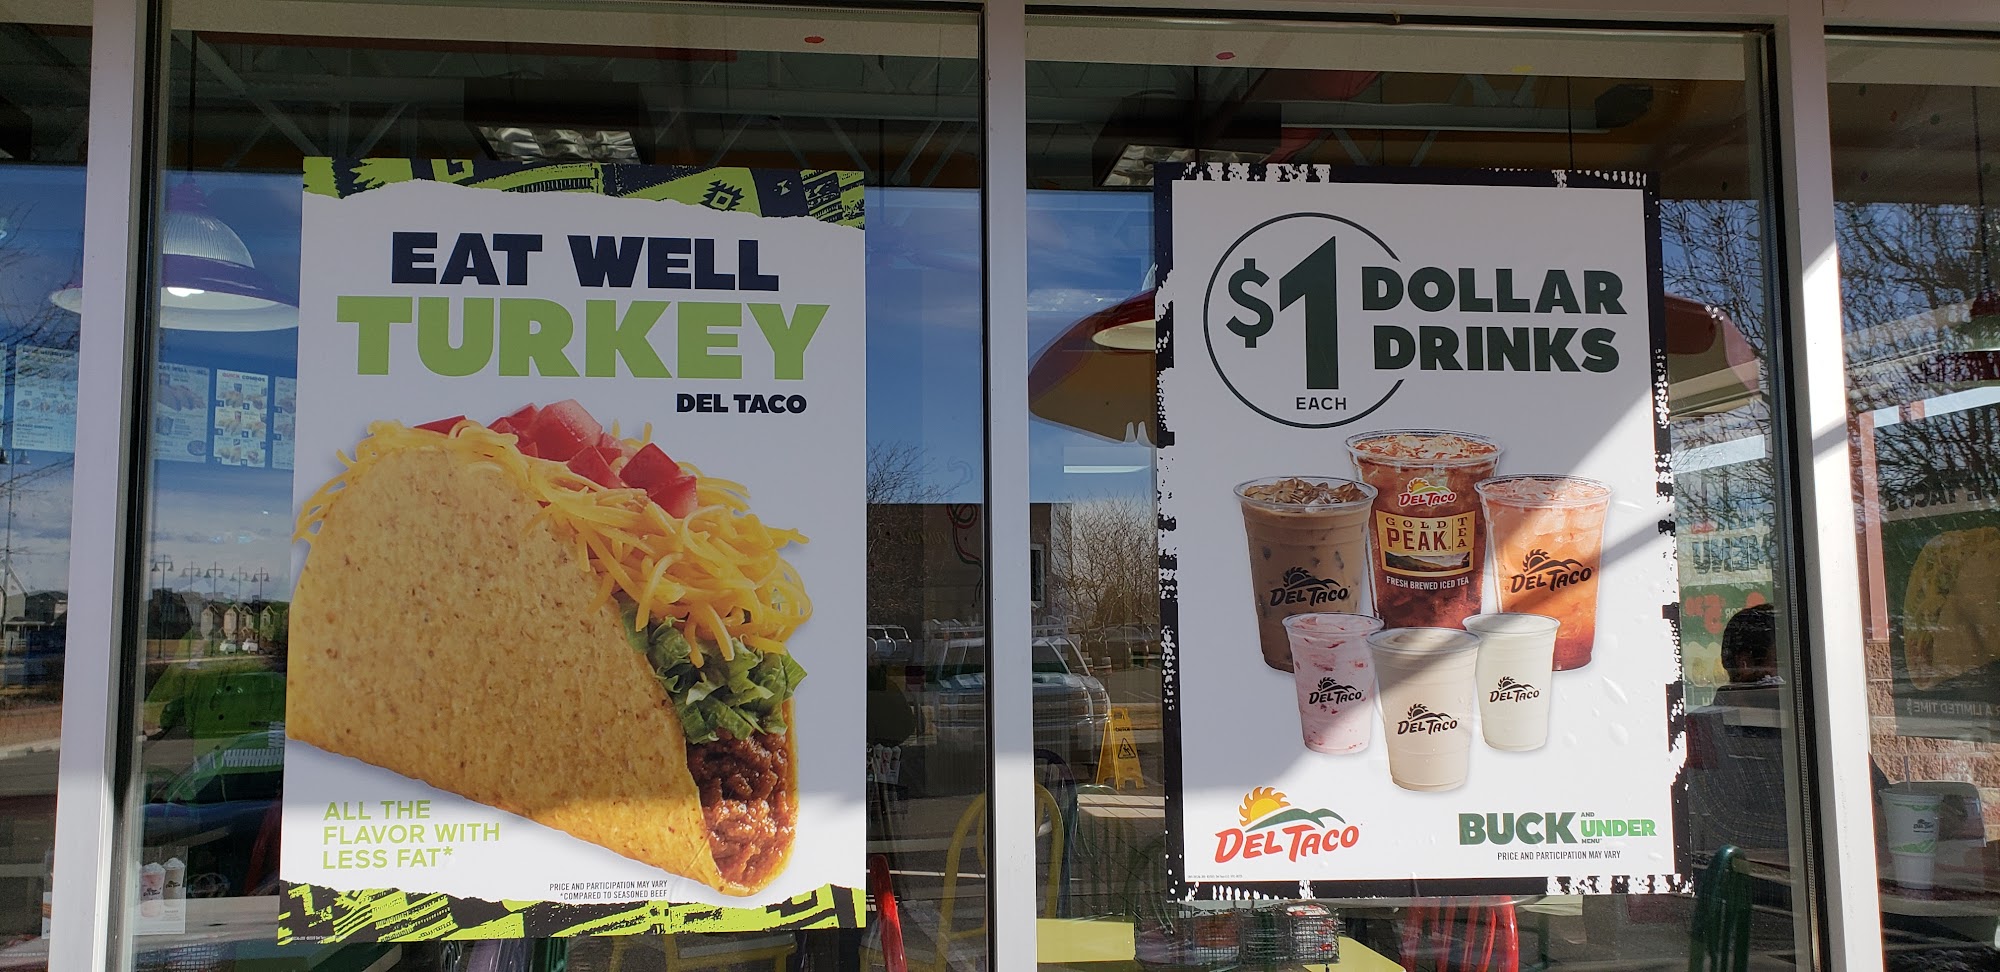 EAT WELL
TURKEY
DEL TACO
ALL THE
FLAVOR WITH
LESS FAT*
PRICE AND PARTICIPATION MAY VARY
*COMPARED TO SEASONED BEEF
$1
EACH
DOLLAR
DRINKS
DEL TACO
GOLD
PEAK
TEA
FRESH BREWED ICED TEA
DEL TACO
DEL TACO
DEL TACO
DEL TACO
DEL TACO
DEL TACO
BUCK AND
UNDER
MENU
PRICE AND PARTICIPATION MAY VARY